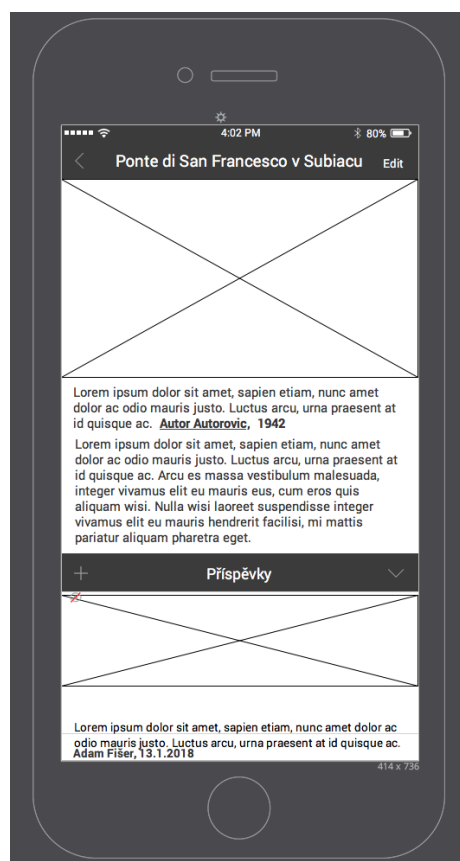 4:02 PM
80%
Ponte di San Francesco v Subiacu
Edit
Lorem ipsum dolor sit amet, sapien etiam, nunc amet
dolor ac odio mauris justo. Luctus arcu, urna praesent at
id quisque ac. Autor Autorovic, 1942
Lorem ipsum dolor sit amet, sapien etiam, nunc amet
dolor ac odio mauris justo. Luctus arcu, urna praesent at
id quisque ac. Arcu es massa vestibulum malesuada,
integer vivamus elit eu mauris eus, cum eros quis
aliquam wisi. Nulla wisi laoreet suspendisse integer
vivamus elit eu mauris hendrerit facilisi, mi mattis
pariatur aliquam pharetra eget.
Příspěvky
Lorem ipsum dolor sit amet, sapien etiam, nunc amet dolor ac
odio mauris justo. Luctus arcu, urna praesent at id quisque ac.
Adam Fišer, 13.1.2018
414 x 736